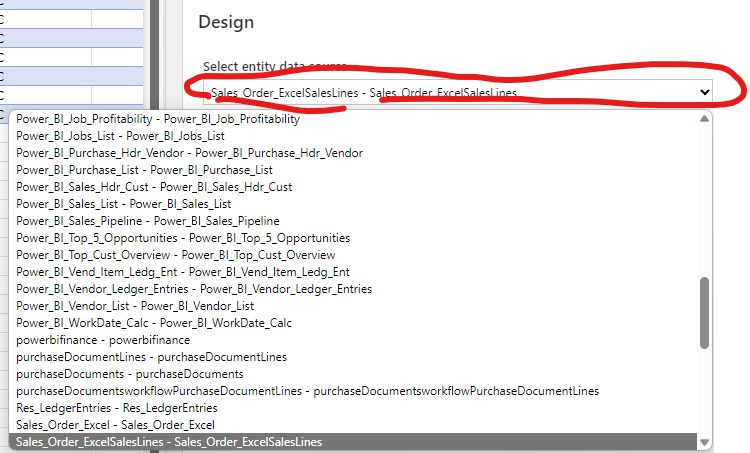 C
C
C
C
C
C
C
Design
Select entity data source
Sales_Order_ExcelSalesLines - Sales_Order_ExcelSalesLines
Power_BI_Job_Profitability - Power_BI_Job_Profitability
Power_BI_Jobs_List - Power_BI_Jobs_List
Power_BI_Purchase_Hdr_Vendor - Power_BI_Purchase_Hdr_Vendor
Power_BI_Purchase_List - Power_BI_Purchase_List
Power_BI_Sales_Hdr_Cust - Power_BI_Sales_Hdr_Cust
Power_BI_Sales_List - Power_BI_Sales_List
Power_BI_Sales_Pipeline - Power_BI_Sales_Pipeline
Power_BI_Top_5_Opportunities - Power_BI_Top_5_Opportunities
Power_BI_Top_Cust_Overview - Power_BI_Top_Cust_Overview
Power_BI_Vend_Item_Ledg_Ent - Power_BI_Vend_Item_Ledg_Ent
Power_BI_Vendor_Ledger_Entries - Power_BI_Vendor_Ledger_Entries
Power_BI_Vendor_List - Power_BI_Vendor_List
Power_BI_WorkDate_Calc - Power_BI_WorkDate_Calc
powerbifinance - powerbifinance
purchaseDocumentLines - purchaseDocumentLines
purchaseDocuments - purchaseDocuments
purchaseDocumentsworkflowPurchaseDocumentLines - purchaseDocumentsworkflowPurchaseDocumentLines
Res_LedgerEntries - Res_LedgerEntries
Sales_Order_Excel - Sales_Order_Excel
Sales_Order_ExcelSalesLines - Sales_Order_ExcelSalesLines